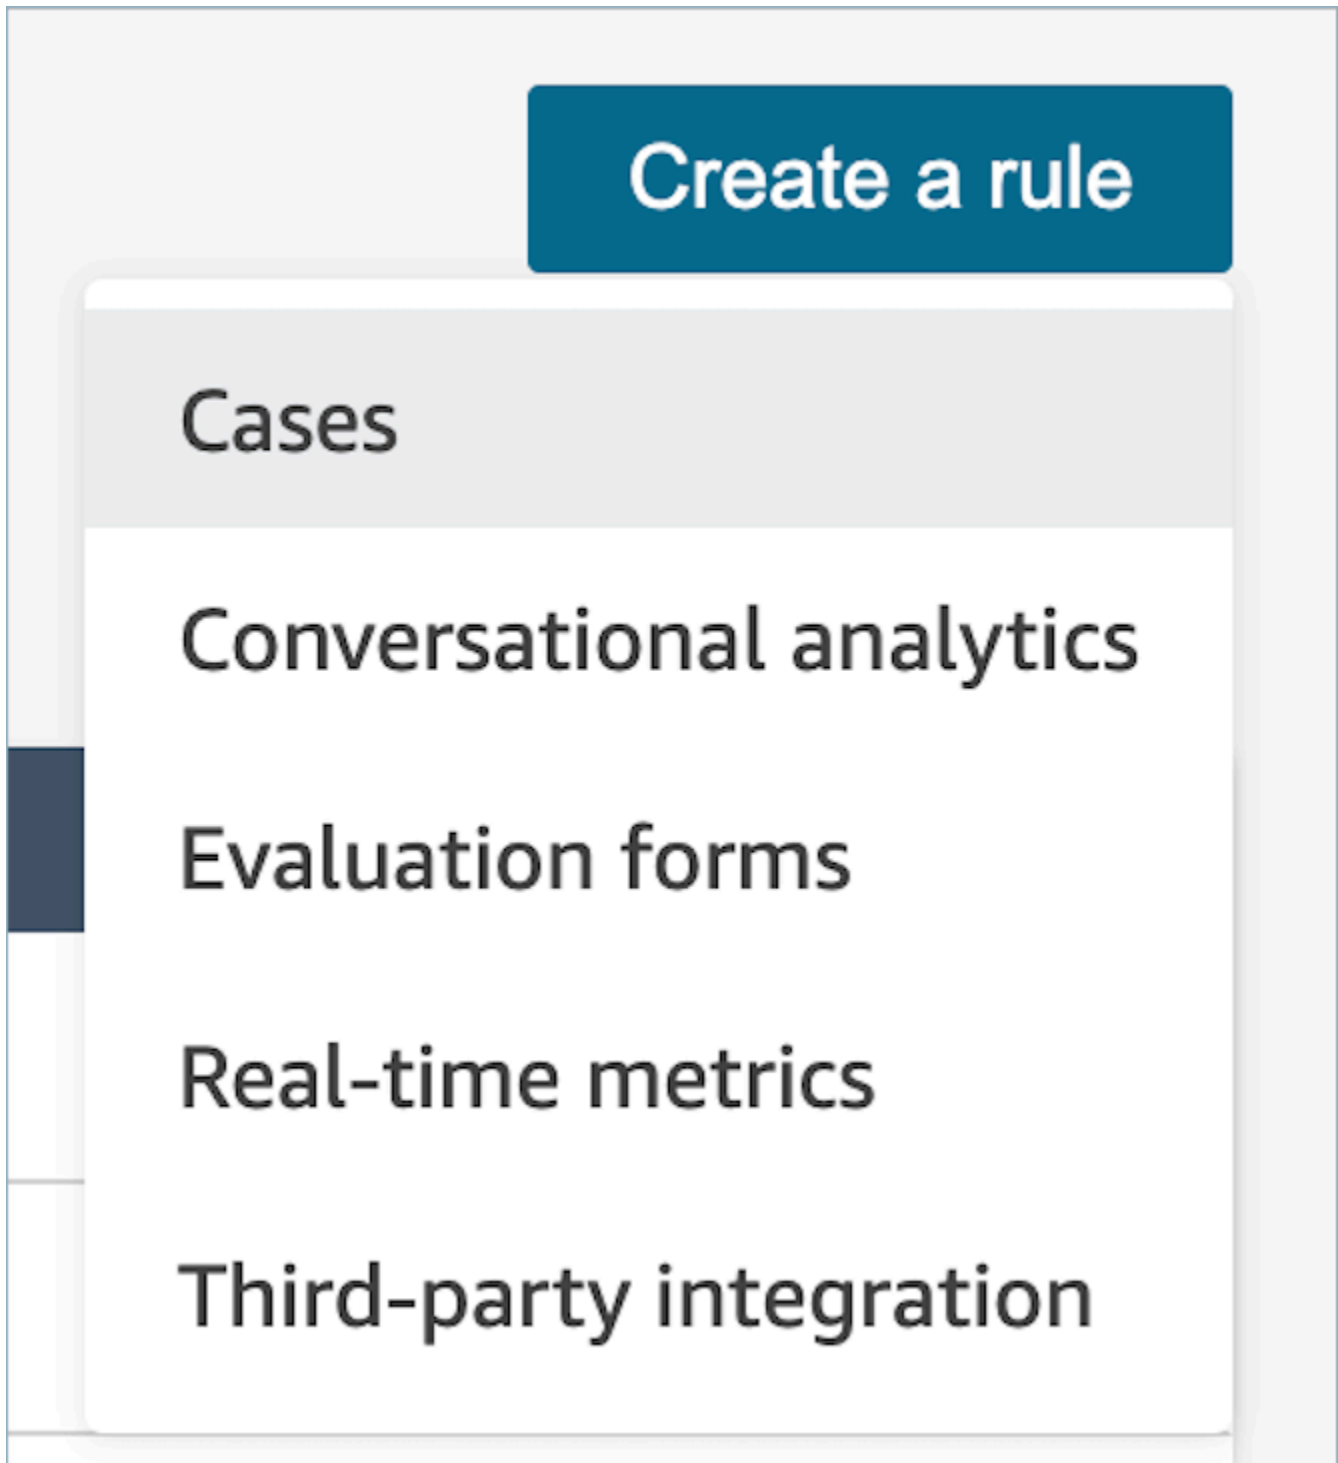 Create a rule
Cases
Conversational analytics
Evaluation forms
Real-time metrics
Third-party integration